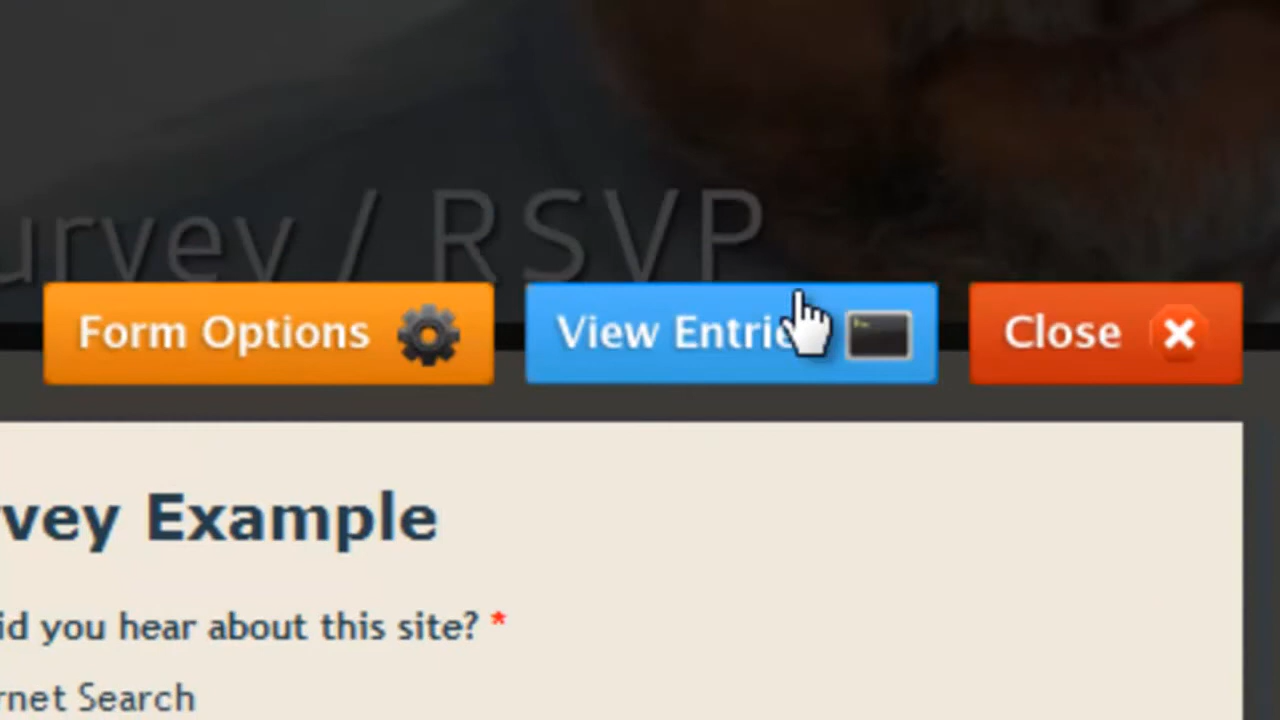 urvey / RSVP
Form Options
View Entrie
Close
vey Example
id you hear about this site? *
rnet Search